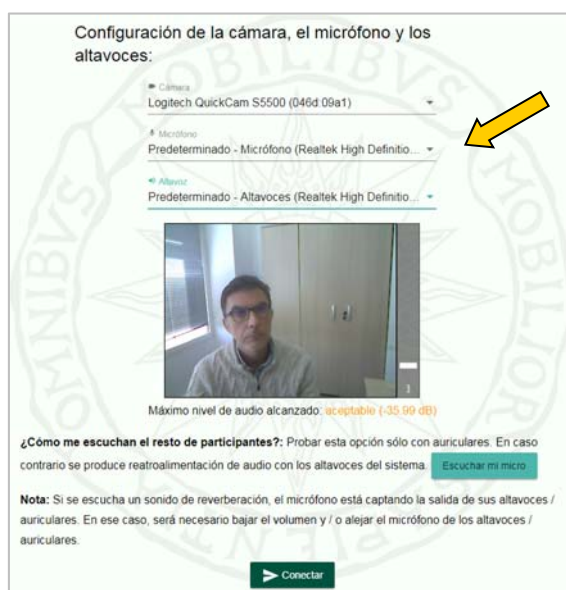 Configuración de la cámara, el micrófono y los
altavoces:
Cámara
Logitech QuickCam S5500 (046d:09a1)
Micrófono
Predeterminado - Micrófono (Realtek High Definitio...
Altavoz
Predeterminado - Altavoces (Realtek High Definitio...
1
Máximo nivel de audio alcanzado: aceptable (-35.99 dB)
¿Cómo me escuchan el resto de participantes?: Probar esta opción sólo con auriculares. En caso
contrario se produce reatroalimentación de audio con los altavoces del sistema. Escuchar mi micro
Nota: Si se escucha un sonido de reverberación, el micrófono está captando la salida de sus altavoces /
auriculares. En ese caso, será necesario bajar el volumen y / o alejar el micrófono de los altavoces /
auriculares.
Conectar
OMNIBVS MOBILIBVS MOBILIOR SAPIENTIA